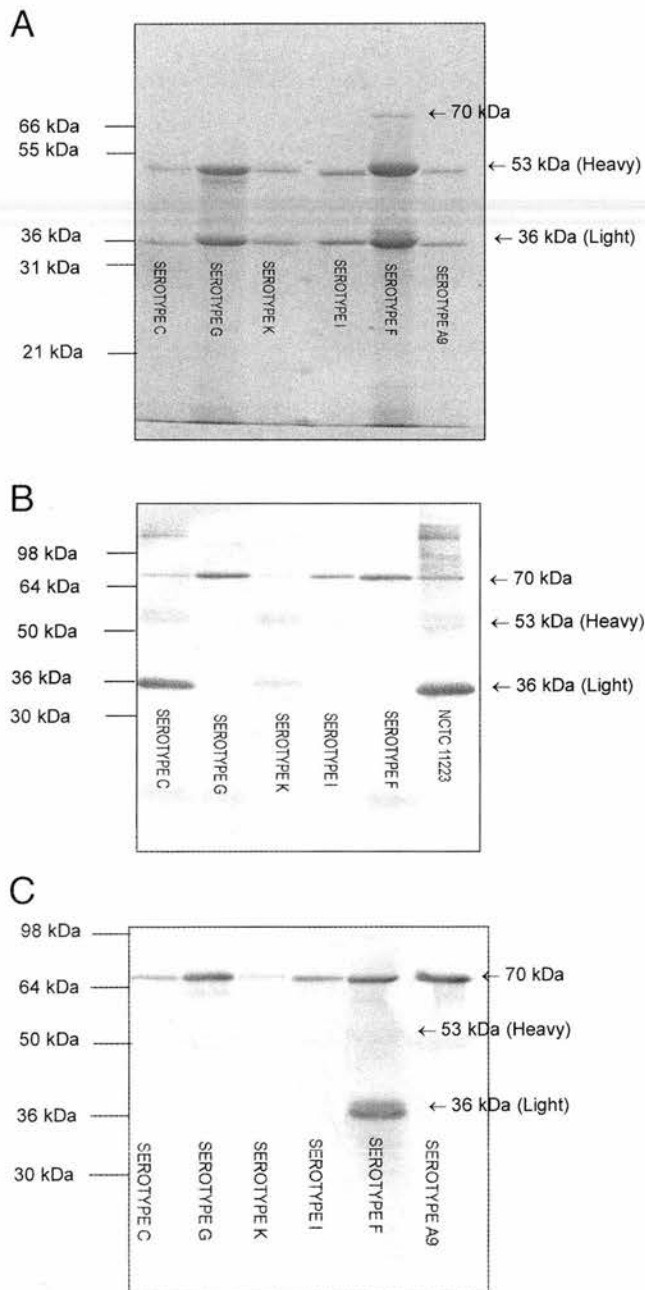 A
66 kDa
55 kDa
36 kDa
31 kDa
21 kDa
← 70 kDa
← 53 kDa (Heavy)
← 36 kDa (Light)
SEROTYPE C
SEROTYPE G
SEROTYPE K
SEROTYPE I
SEROTYPE F
SEROTYPE A9
B
98 kDa
64 kDa
50 kDa
36 kDa
30 kDa
← 70 kDa
← 53 kDa (Heavy)
← 36 kDa (Light)
SEROTYPE C
SEROTYPE G
SEROTYPE K
SEROTYPE I
SEROTYPE F
NCTC 11223
C
98 kDa
64 kDa
50 kDa
36 kDa
30 kDa
← 70 kDa
← 53 kDa (Heavy)
← 36 kDa (Light)
SEROTYPE C
SEROTYPE G
SEROTYPE K
SEROTYPE I
SEROTYPE F
SEROTYPE A9